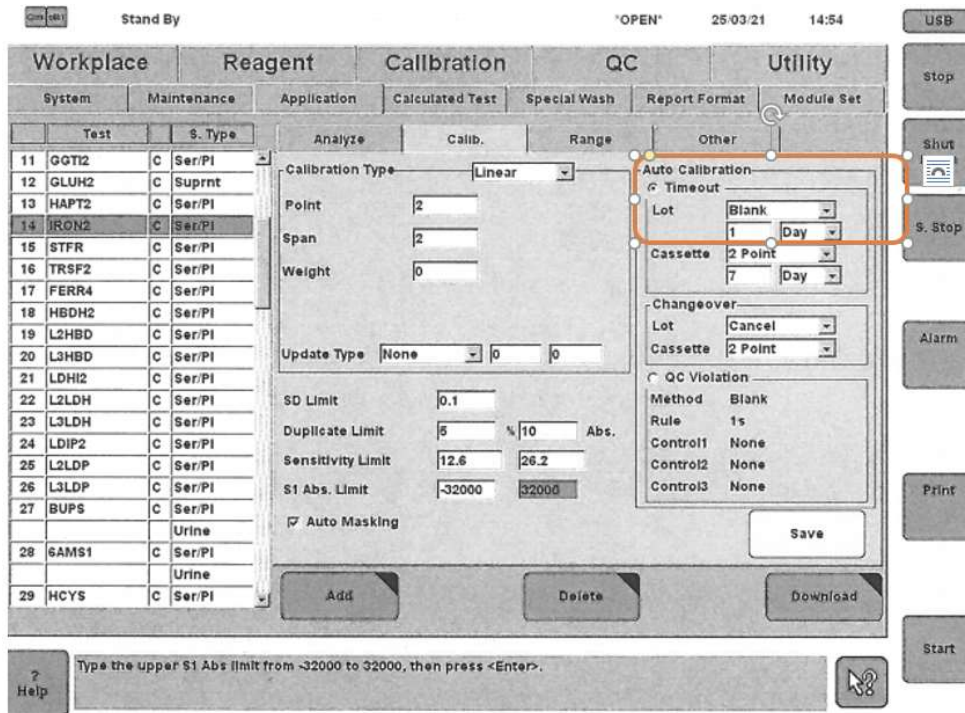 Stand By *OPEN* 25/03/21 14:54 USB
Workplace Reagent Calibration QC Utility
Stop
System Maintenance Application Calculated Test Special Wash Report Format Module Set
Test S. Type
Analyze Calib. Range Other
Shut
S. Stop
Alarm
Print
Start
11 GGTI2 C Ser/Pl
12 GLUH2 C Suprnt
13 HAPT2 C Ser/Pl
14 IRON2 C Ser/Pl
15 STFR C Ser/Pl
16 TRSF2 C Ser/Pl
17 FERR4 C Ser/Pl
18 HBDH2 C Ser/Pl
19 L2HBD C Ser/Pl
20 L3HBD C Ser/Pl
21 LDHI2 C Ser/Pl
22 L2LDH C Ser/Pl
23 L3LDH C Ser/Pl
24 LDIP2 C Ser/Pl
25 L2LDP C Ser/Pl
26 L3LDP C Ser/Pl
27 BUPS C Ser/Pl
Urine
28 6AMS1 C Ser/Pl
Urine
29 HCYS C Ser/Pl
Calibration Type Linear
Point 2
Span 2
Weight 0
Update Type None 0 0
SD Limit 0.1
Duplicate Limit 5 % 10 Abs.
Sensitivity Limit 12.6 26.2
S1 Abs. Limit -32000 32000
Auto Masking
Auto Calibration
Timeout
Lot Blank
1 Day
Cassette 2 Point
7 Day
Changeover
Lot Cancel
Cassette 2 Point
QC Violation
Method Blank
Rule 1s
Control1 None
Control2 None
Control3 None
Save
Add Delete Download
? Help
Type the upper S1 Abs limit from -32000 to 32000, then press <Enter>.